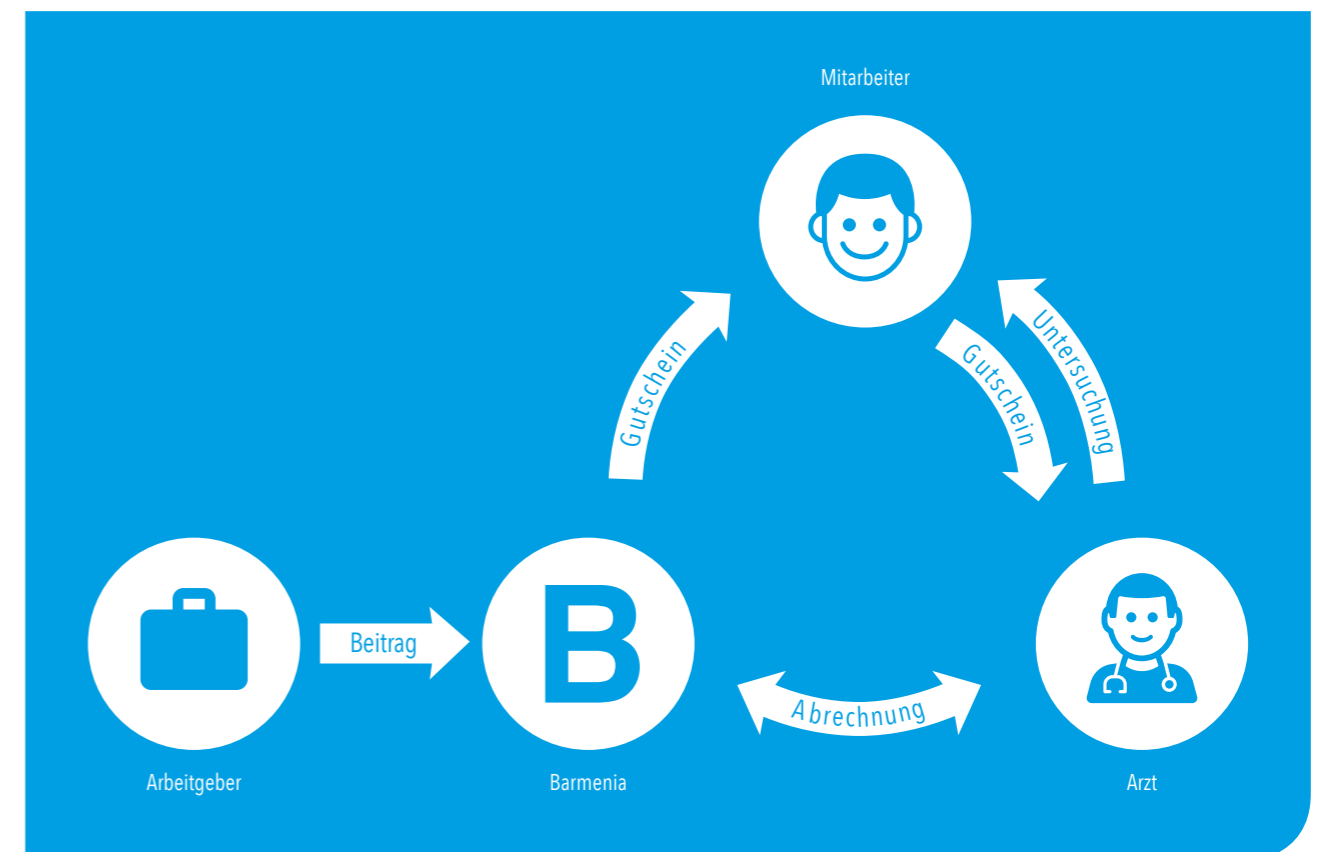 Mitarbeiter
Gutschein
Gutschein
Untersuchung
Beitrag
B
Abrechnung
Arbeitgeber
Barmenia
Arzt